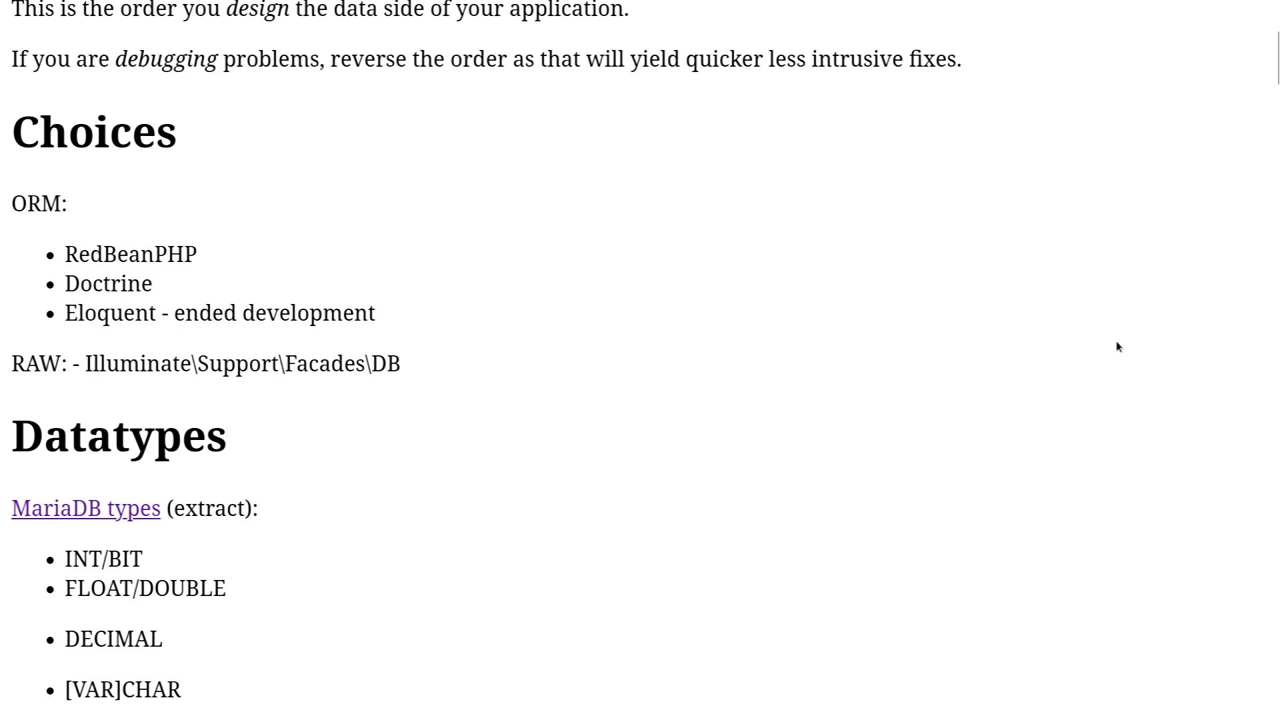 This is the order you design the data side of your application.
If you are debugging problems, reverse the order as that will yield quicker less intrusive fixes.
Choices
ORM:
• RedBeanPHP
• Doctrine
• Eloquent - ended development
RAW: - Illuminate\Support\Facades\DB
Datatypes
MariaDB types (extract):
• INT/BIT
• FLOAT/DOUBLE
• DECIMAL
• [VAR]CHAR